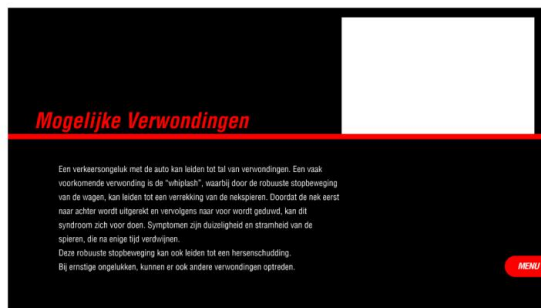 Mogelijke Verwondingen
Een verkeersongeluk met de auto kan leiden tot tal van verwondingen. Een vaak
voorkomende verwonding is de “whiplash”, waarbij door de robuuste stopbeweging
van de wagen, kan leiden tot een verrekking van de nekspieren. Doordat de nek eerst
naar achter wordt uitgerekt en vervolgens naar voor wordt geduwd, kan dit
syndroom zich voor doen. Symptomen zijn duizeligheid en stramheid van de
spieren, die na enige tijd verdwijnen.
Deze robuuste stopbeweging kan ook leiden tot een hersenschudding.
Bij ernstige ongelukken, kunnen er ook andere verwondingen optreden.
MENU